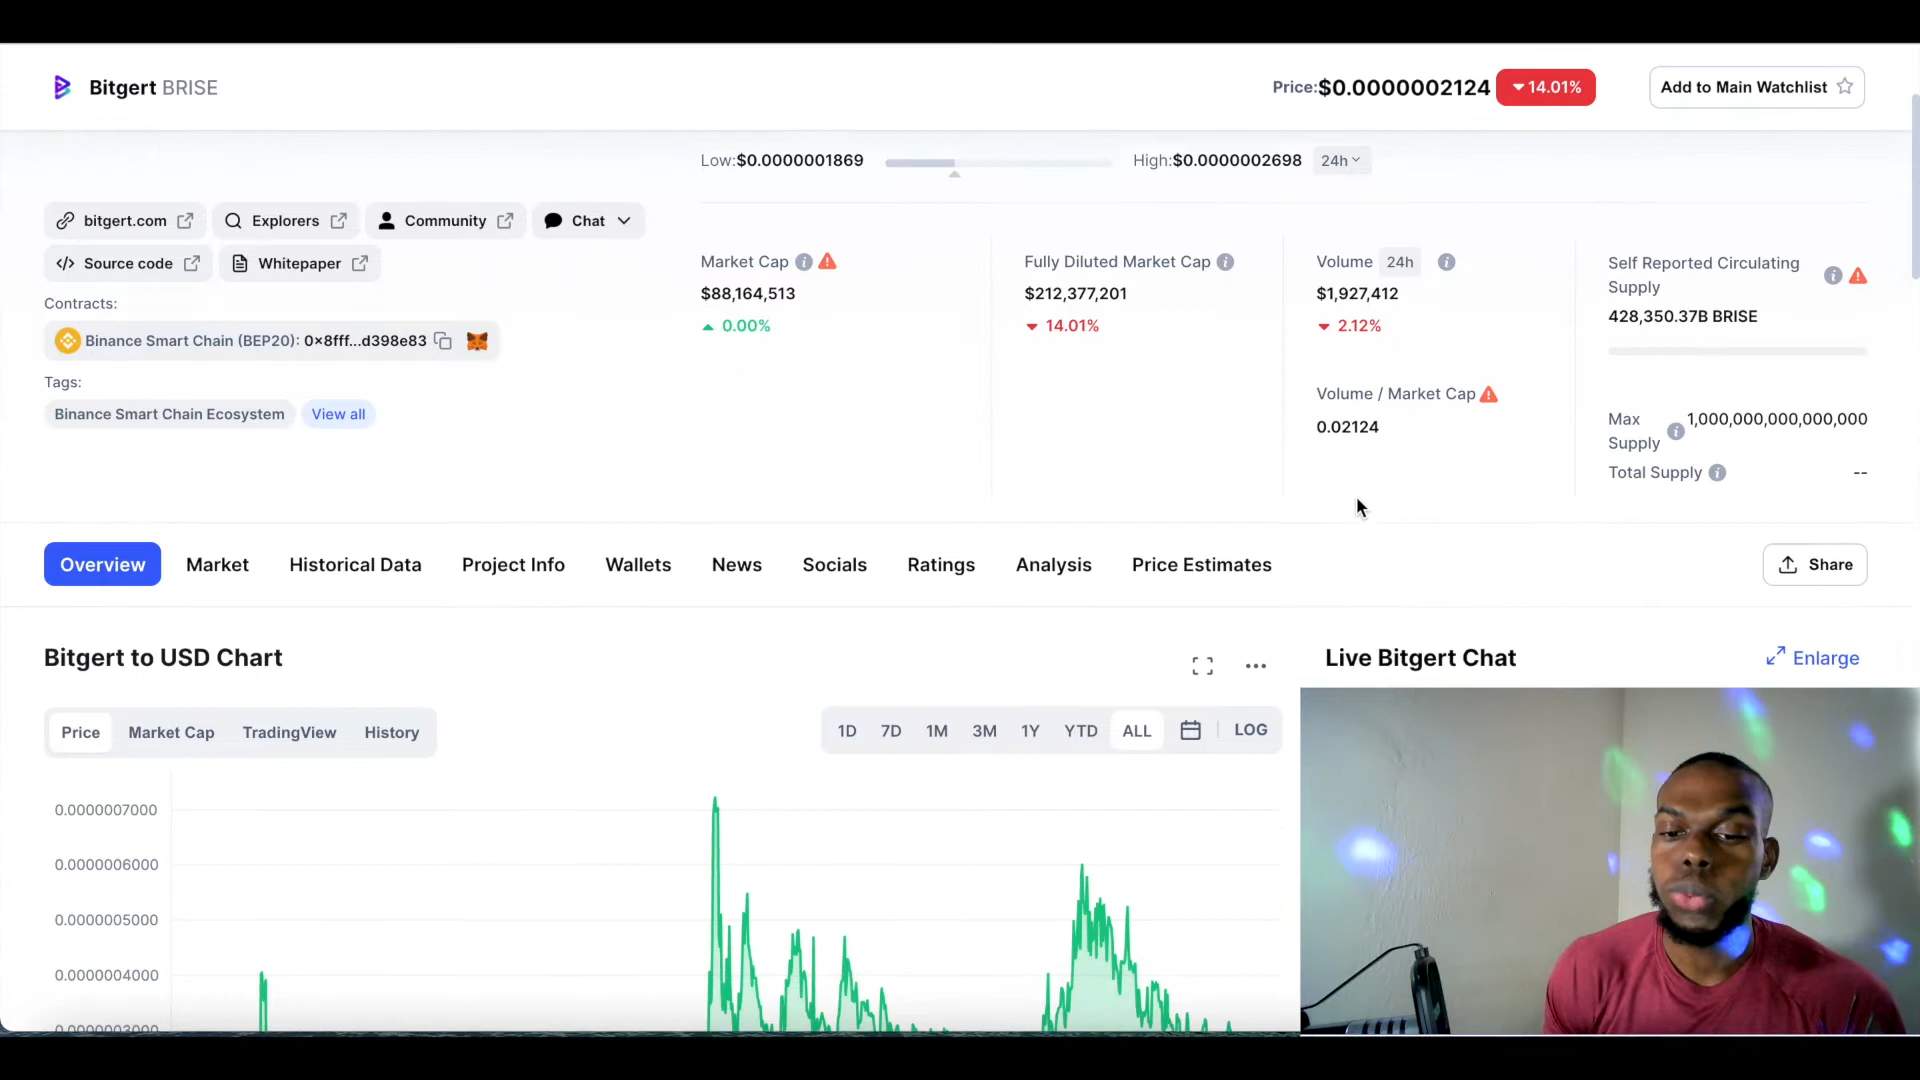 Bitgert BRISE
Price:$0.0000002124 14.01%
Add to Main Watchlist
Low:$0.0000001869 High:$0.0000002698 24h
bitgert.com Explorers Community Chat
Source code Whitepaper
Contracts:
Binance Smart Chain (BEP20): 0x8fff...d398e83
Tags:
Binance Smart Chain Ecosystem View all
Market Cap
$88,164,513
0.00%
Fully Diluted Market Cap
$212,377,201
14.01%
Volume 24h
$1,927,412
2.12%
Volume / Market Cap
0.02124
Self Reported Circulating
Supply
428,350.37B BRISE
Max
Supply
1,000,000,000,000,000
Total Supply --
Overview Market Historical Data Project Info Wallets News Socials Ratings Analysis Price Estimates Share
Bitgert to USD Chart
Price Market Cap TradingView History
1D 7D 1M 3M 1Y YTD ALL LOG
0.0000007000
0.0000006000
0.0000005000
0.0000004000
0.0000003000
Live Bitgert Chat Enlarge